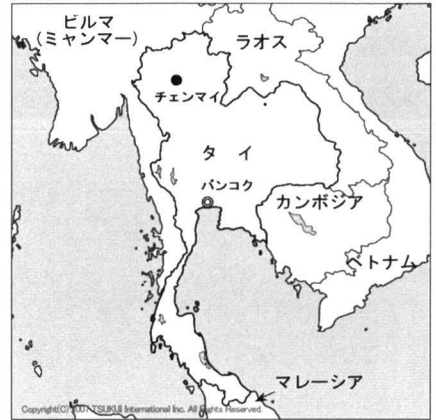 ビルマ
(ミャンマー)
ラオス
チェンマイ
タイ
バンコク
カンボジア
ベトナム
マレーシア
Copyright(C) 2007 TSUKUI International Inc. All Rights Reserved.